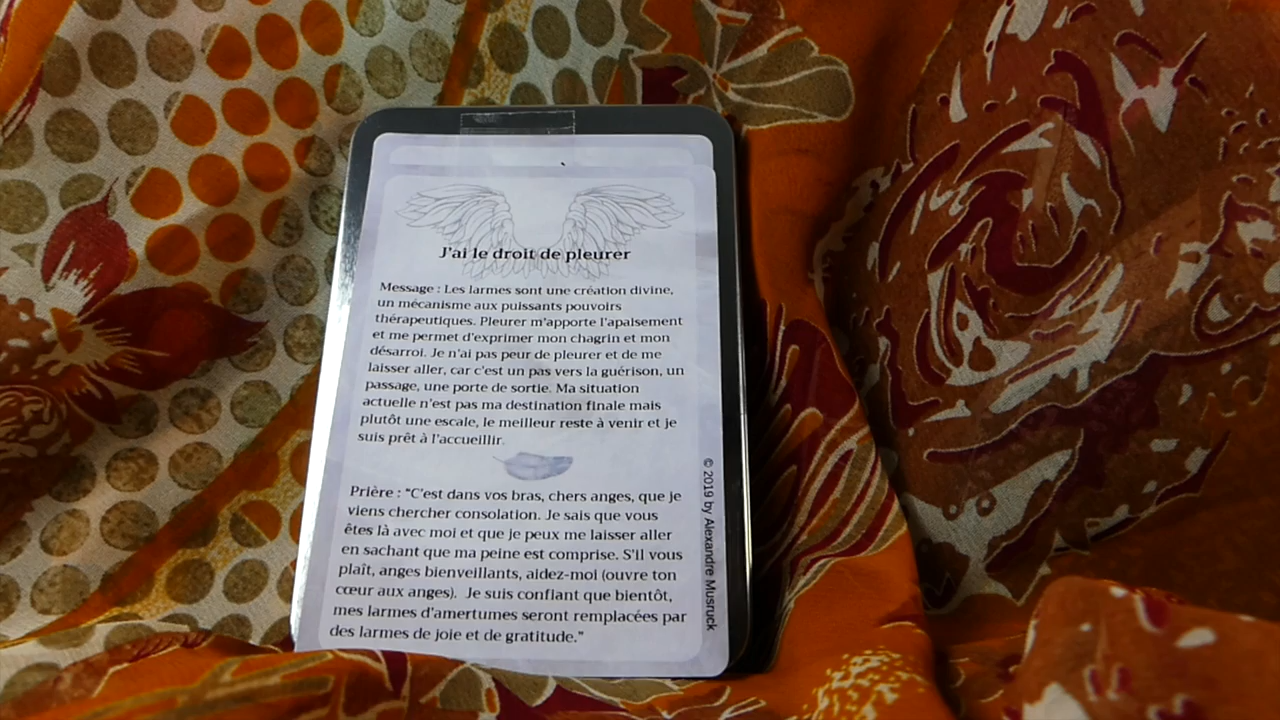 J'ai le droit de pleurer
Message : Les larmes sont une création divine,
un mécanisme aux puissants pouvoirs
thérapeutiques. Pleurer m'apporte l'apaisement
et me permet d'exprimer mon chagrin et mon
désarroi. Je n'ai pas peur de pleurer et de me
laisser aller, car c'est un pas vers la guérison, un
passage, une porte de sortie. Ma situation
actuelle n'est pas ma destination finale mais
plutôt une escale, le meilleur reste à venir et je
suis prêt à l'accueillir.
Prière : "C'est dans vos bras, chers anges, que je
viens chercher consolation. Je sais que vous
êtes là avec moi et que je peux me laisser aller
en sachant que ma peine est comprise. S'il vous
plaît, anges bienveillants, aidez-moi (ouvre ton
cœur aux anges). Je suis confiant que bientôt,
mes larmes d'amertumes seront remplacées par
des larmes de joie et de gratitude."
© 2019 by Alexandre Musruck